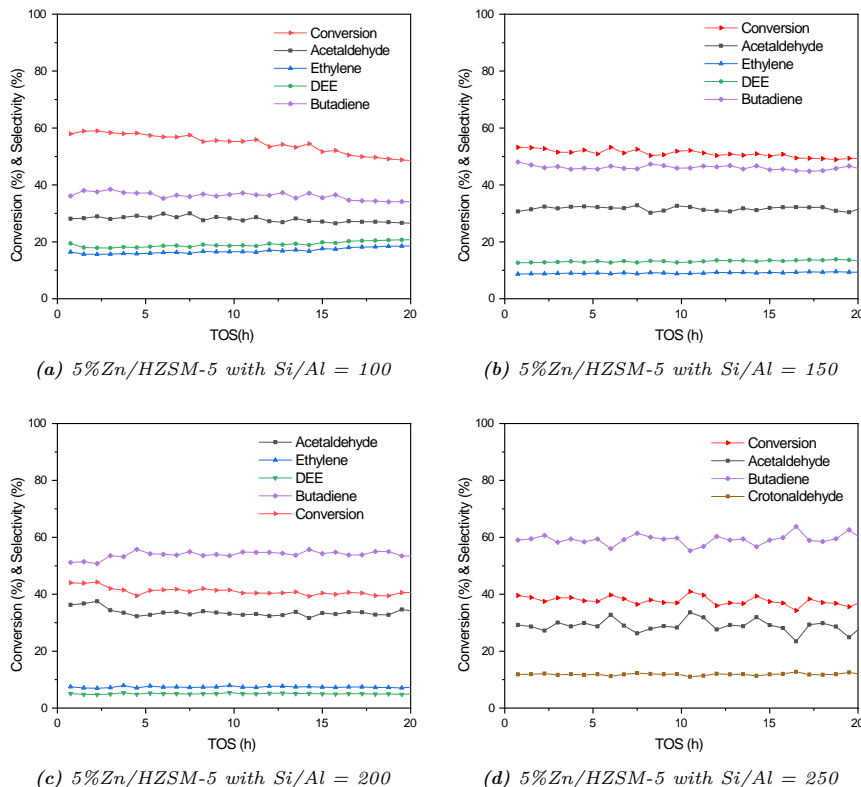 100
80
60
40
20
0
Conversion (%) & Selectivity (%)
Conversion
Acetaldehyde
Ethylene
DEE
Butadiene
0 5 10 15 20
TOS(h)
(a) 5%Zn/HZSM-5 with Si/Al = 100
100
80
60
40
20
0
Conversion (%) & Selectivity (%)
Conversion
Acetaldehyde
Ethylene
DEE
Butadiene
0 5 10 15 20
TOS (h)
(b) 5%Zn/HZSM-5 with Si/Al = 150
100
80
60
40
20
0
Conversion (%) & Selectivity (%)
Acetaldehyde
Ethylene
DEE
Butadiene
Conversion
0 5 10 15 20
TOS (h)
(c) 5%Zn/HZSM-5 with Si/Al = 200
100
80
60
40
20
0
Conversion (%) & Selectivity (%)
Conversion
Acetaldehyde
Butadiene
Crotonaldehyde
0 5 10 15 20
TOS (h)
(d) 5%Zn/HZSM-5 with Si/Al = 250